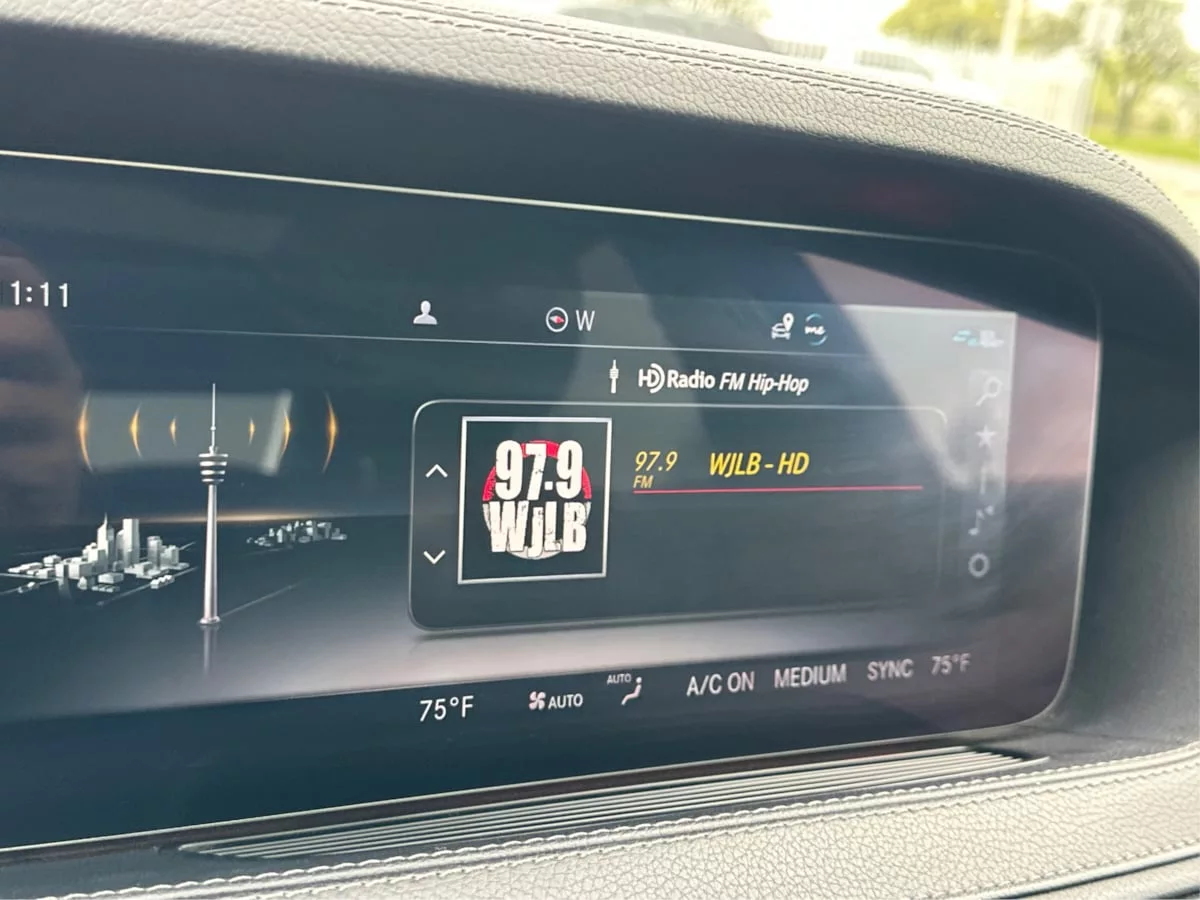 1:11
W
me
HD Radio FM Hip-Hop
97.9
WJLB
97.9 WJLB - HD
FM
75°F
AUTO
AUTO
A/C ON MEDIUM SYNC 75°F